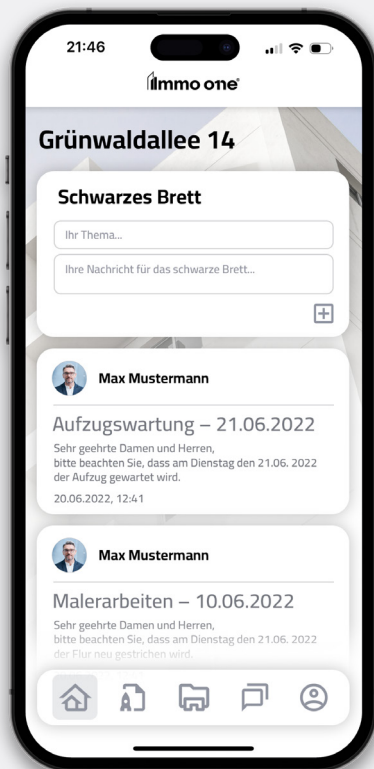 21:46
Immo one
Grünwaldallee 14
Schwarzes Brett
Ihr Thema...
Ihre Nachricht für das schwarze Brett...
Max Mustermann
Aufzugswartung – 21.06.2022
Sehr geehrte Damen und Herren,
bitte beachten Sie, dass am Dienstag den 21.06. 2022
der Aufzug gewartet wird.
20.06.2022, 12:41
Max Mustermann
Malerarbeiten – 10.06.2022
Sehr geehrte Damen und Herren,
bitte beachten Sie, dass am Dienstag den 21.06. 2022
der Flur neu gestrichen wird.